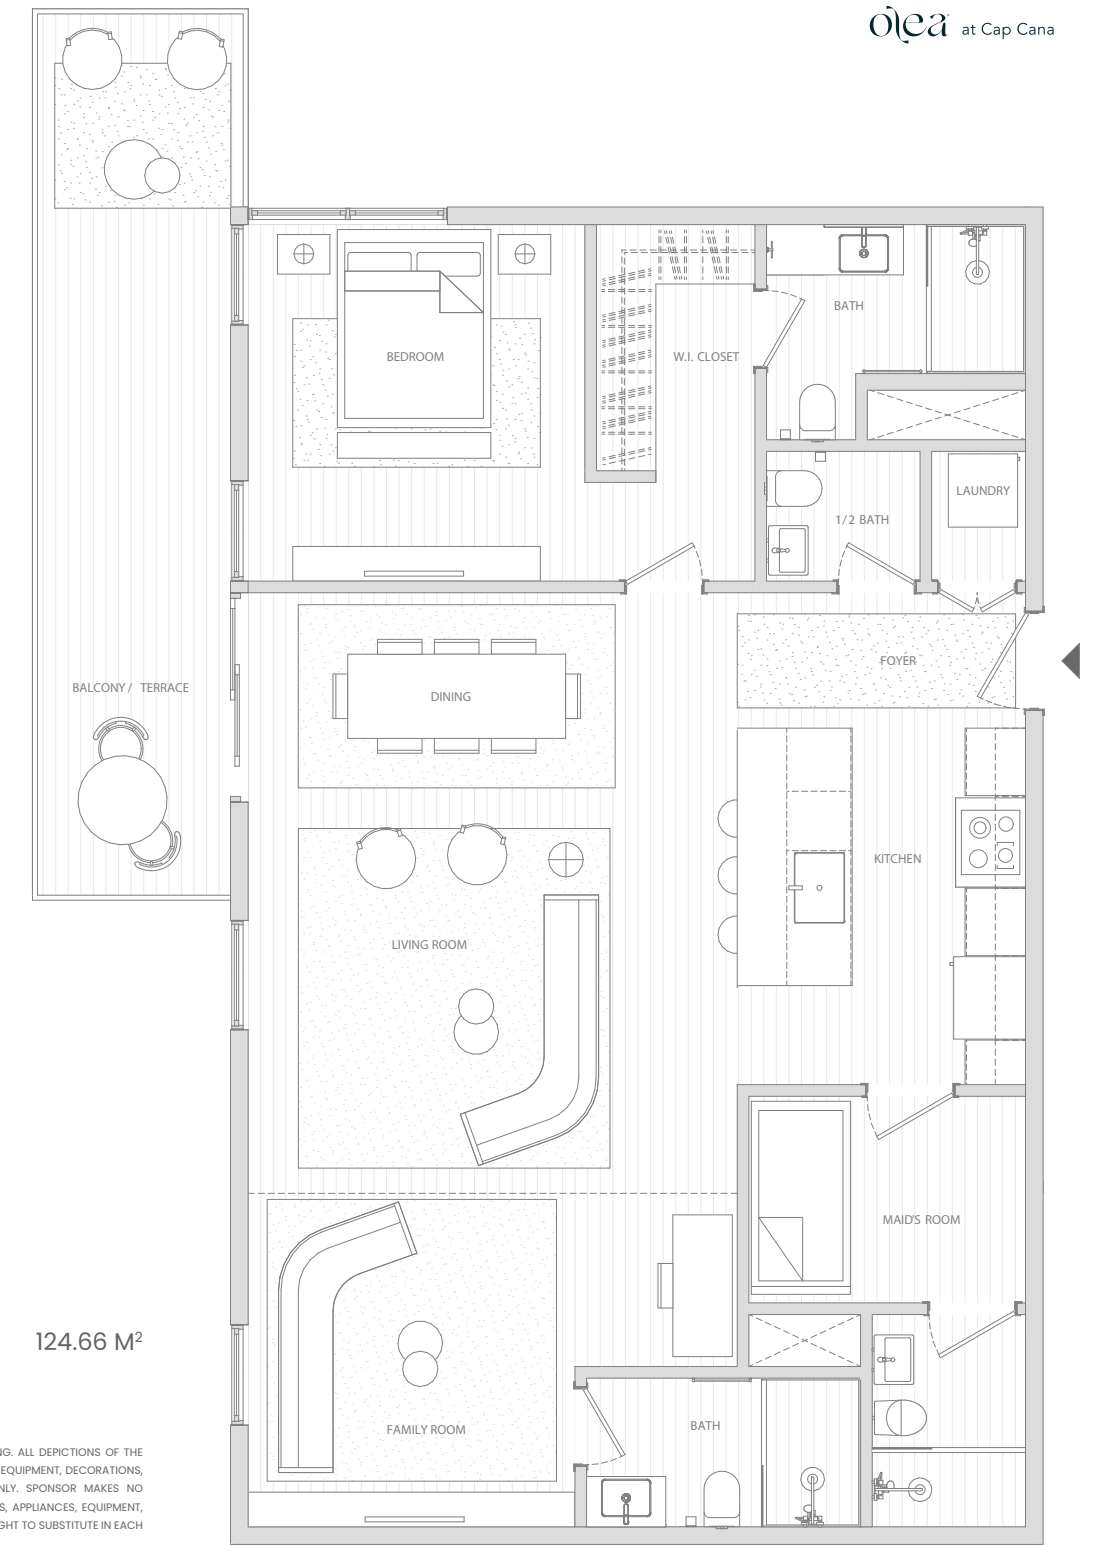 olea at Cap Cana
BATH
BEDROOM
W.I. CLOSET
LAUNDRY
1/2 BATH
FOYER
BALCONY / TERRACE
DINING
KITCHEN
LIVING ROOM
MAID'S ROOM
124.66 M²
BATH
FAMILY ROOM
NG. ALL DEPICTIONS OF THE
EQUIPMENT, DECORATIONS,
NLY. SPONSOR MAKES NO
S, APPLIANCES, EQUIPMENT,
GHT TO SUBSTITUTE IN EACH